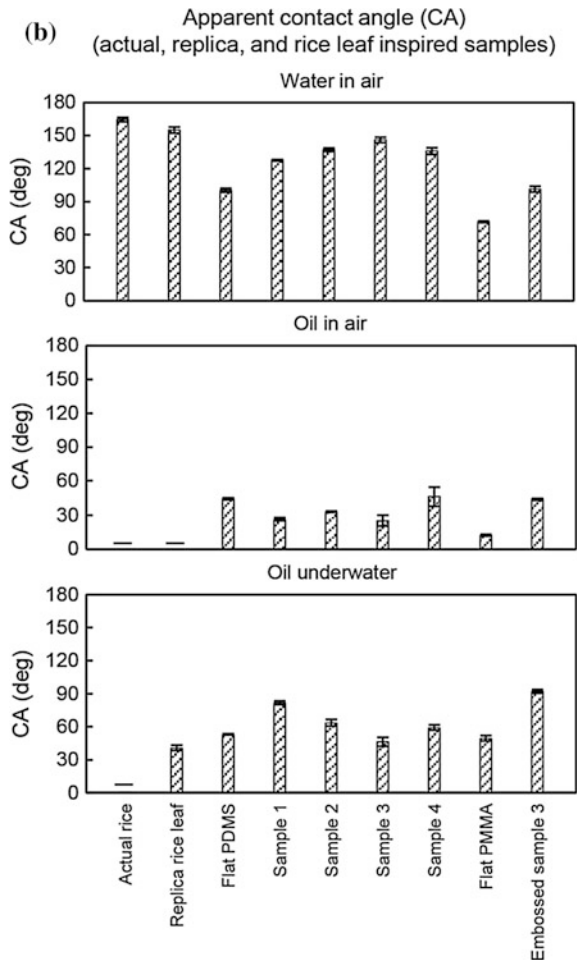 (b)
Apparent contact angle (CA)
(actual, replica, and rice leaf inspired samples)
Water in air
180
150
120
90
60
30
0
CA (deg)
Oil in air
180
150
120
90
60
30
0
CA (deg)
Oil underwater
180
150
120
90
60
30
0
CA (deg)
Actual rice
Replica rice leaf
Flat PDMS
Sample 1
Sample 2
Sample 3
Sample 4
Flat PMMA
Embossed sample 3